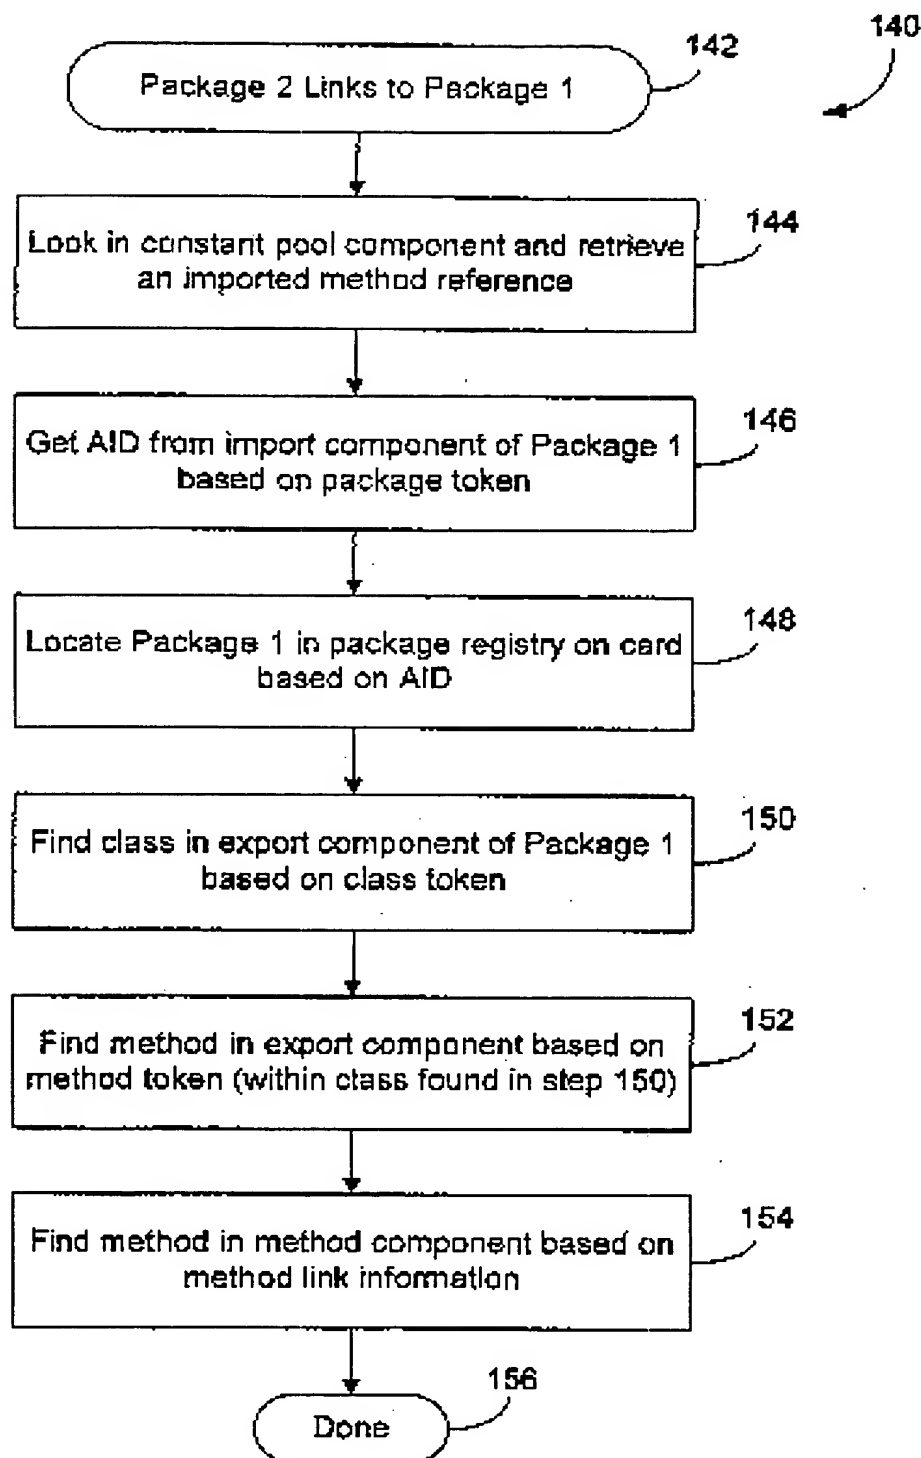 140
142
Package 2 Links to Package 1
144
Look in constant pool component and retrieve
an imported method reference
146
Get AID from import component of Package 1
based on package token
148
Locate Package 1 in package registry on card
based on AID
150
Find class in export component of Package 1
based on class token
152
Find method in export component based on
method token (within class found in step 150)
154
Find method in method component based on
method link information
156
Done